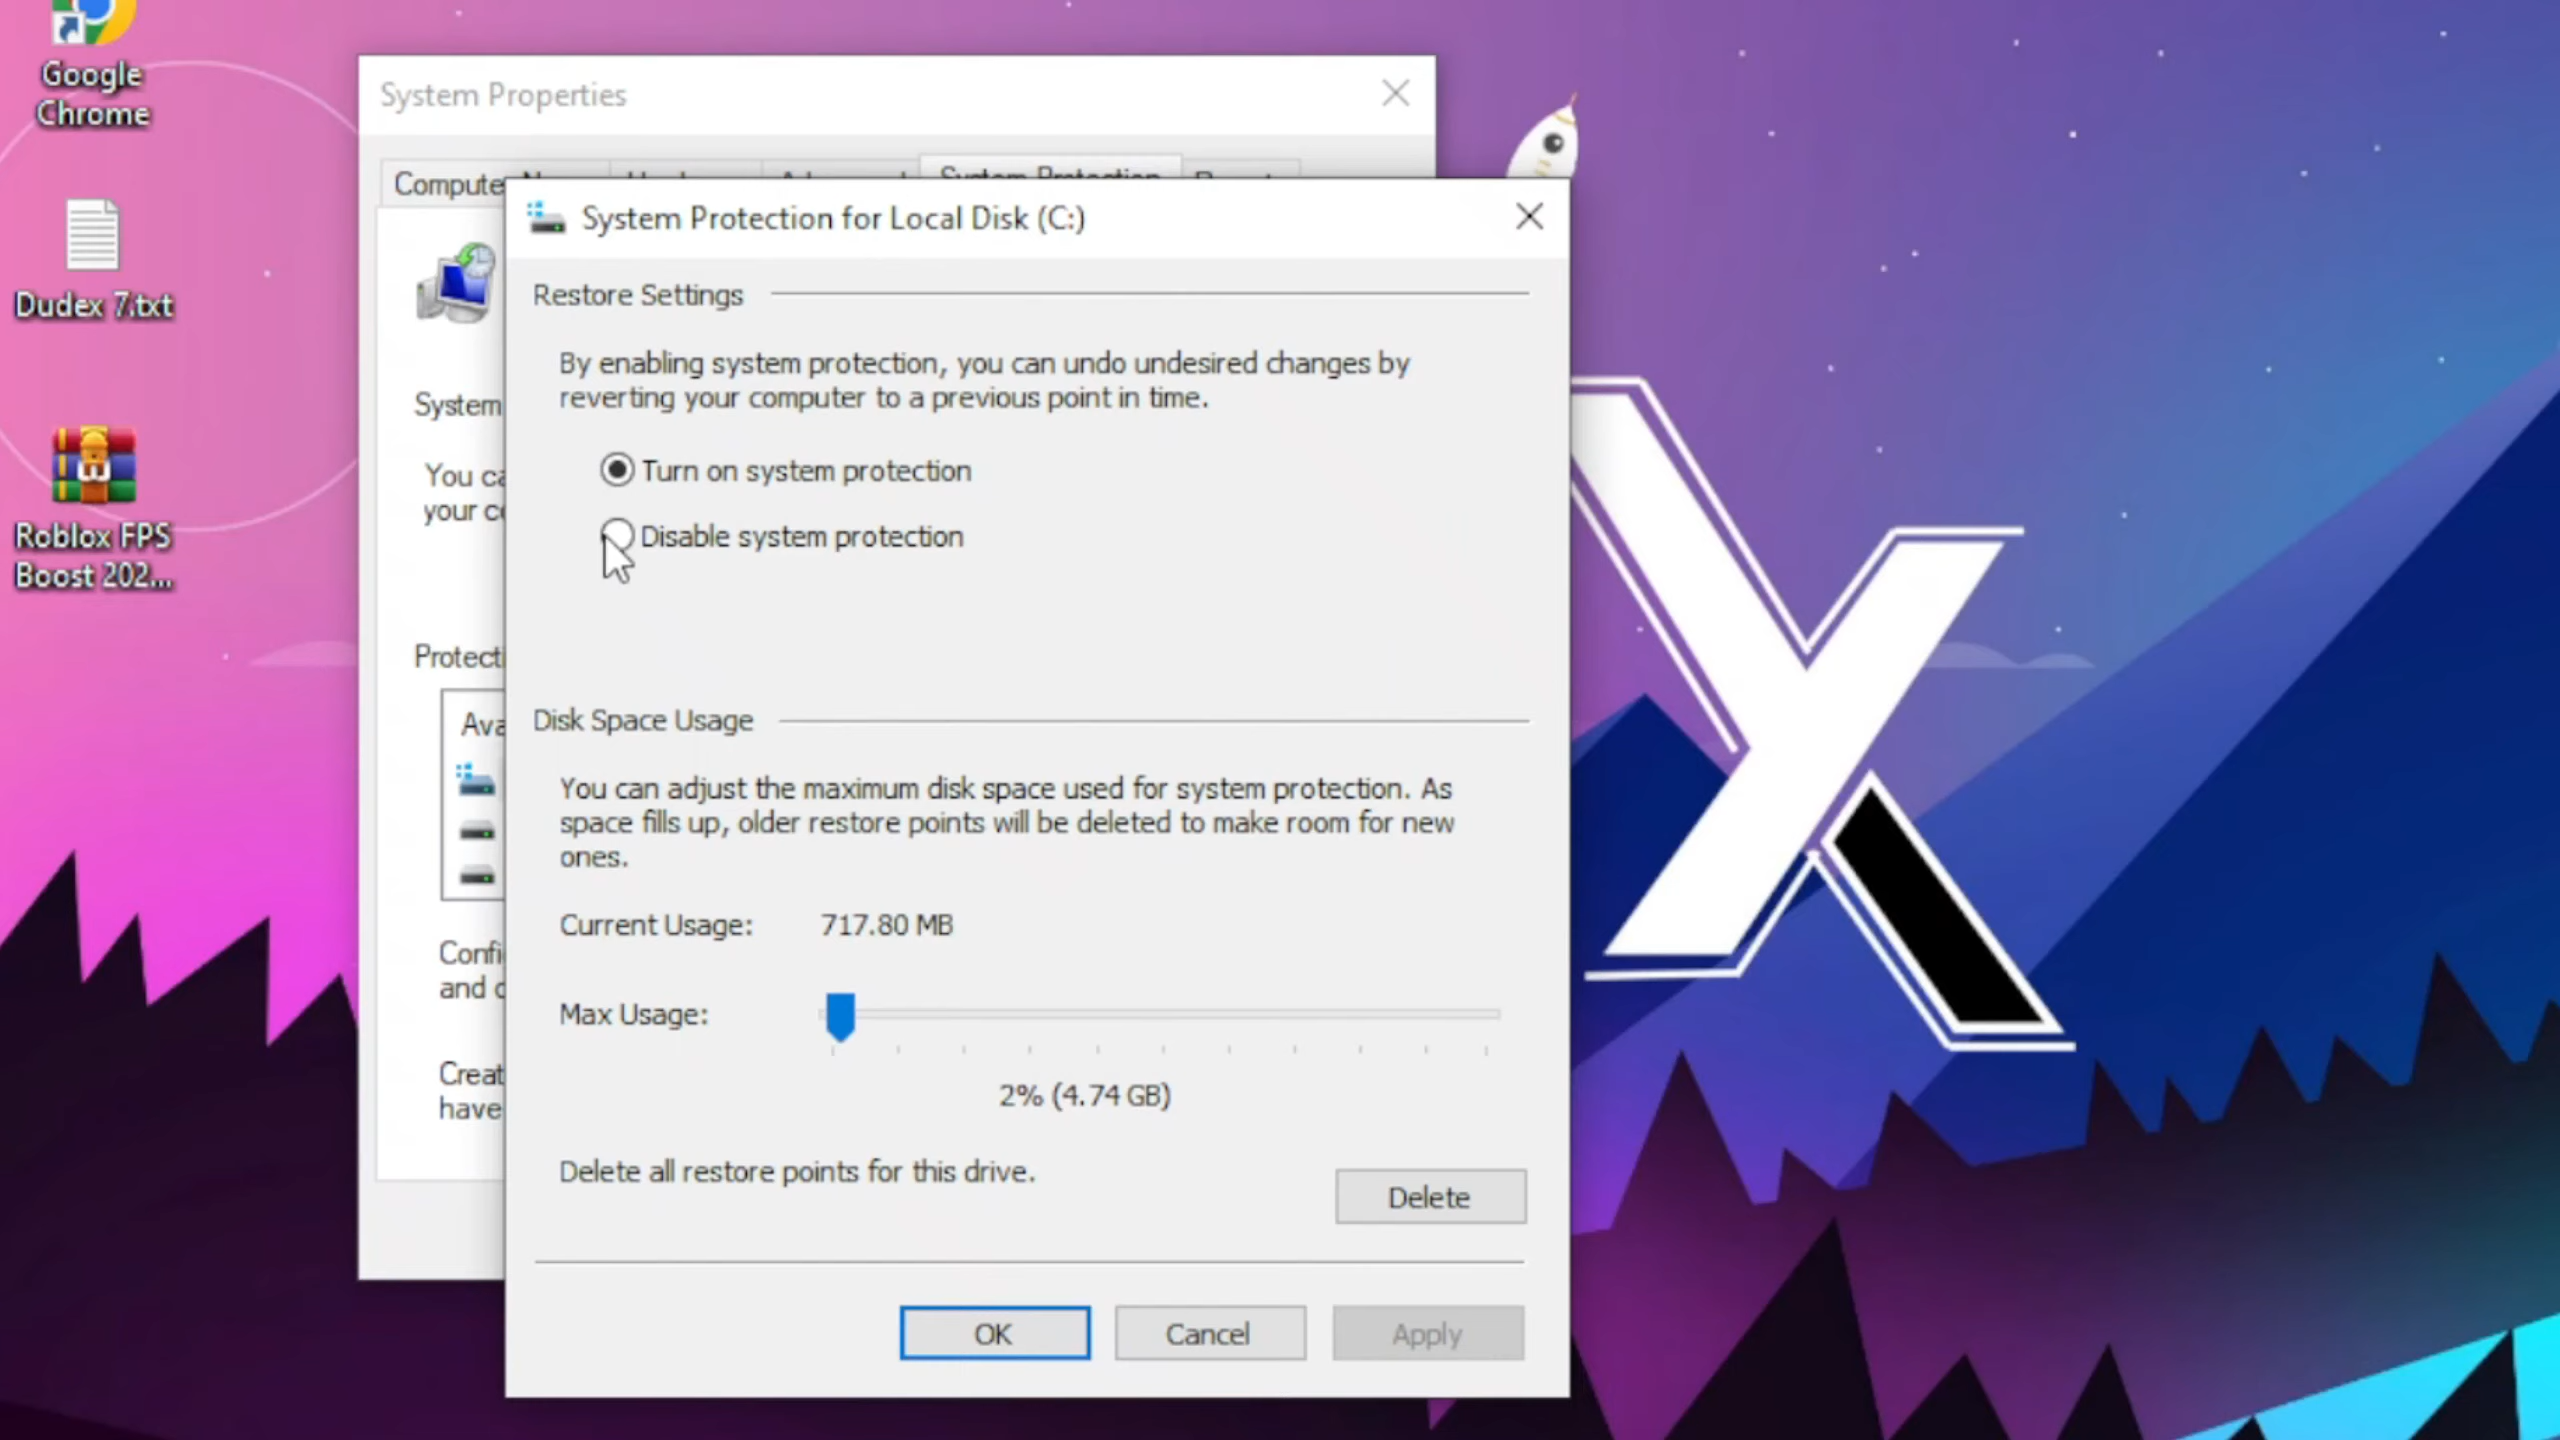 Google
Chrome
Dudex 7.txt
Roblox FPS
Boost 202...
System Properties
System Protection
System
You ca
your co
Protecti
Ava
Confi
and c
Creat
have
System Protection for Local Disk (C:)
Restore Settings
By enabling system protection, you can undo undesired changes by
reverting your computer to a previous point in time.
Turn on system protection
Disable system protection
Disk Space Usage
You can adjust the maximum disk space used for system protection. As
space fills up, older restore points will be deleted to make room for new
ones.
Current Usage: 717.80 MB
Max Usage:
2% (4.74 GB)
Delete all restore points for this drive.
Delete
OK Cancel Apply